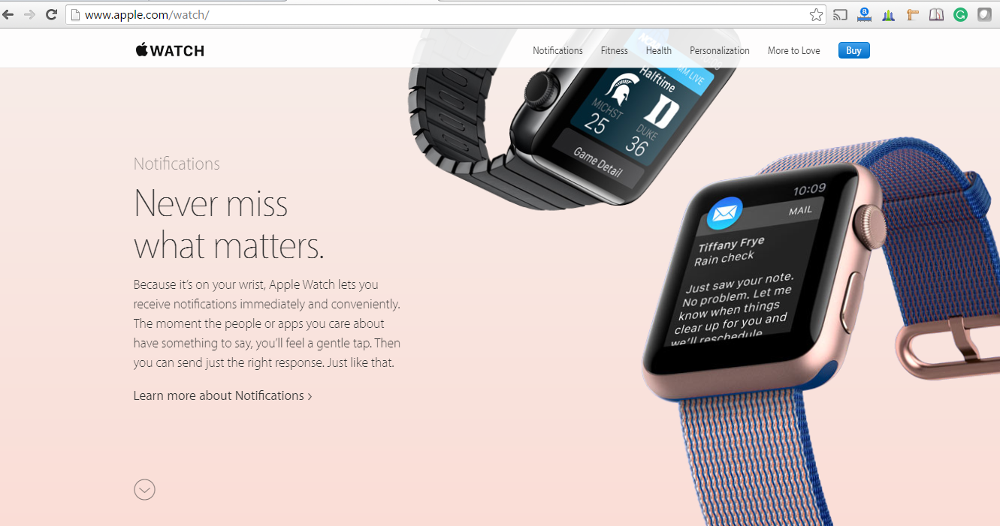 www.apple.com/watch/
WATCH
Notifications
Fitness
Health
Personalization
More to Love
Buy
MM LIVE
Halftime
MICHST
25
DUKE
36
Game Detail
Notifications
Never miss
what matters.
Because it's on your wrist, Apple Watch lets you
receive notifications immediately and conveniently.
The moment the people or apps you care about
have something to say, you'll feel a gentle tap. Then
you can send just the right response. Just like that.
Learn more about Notifications >
10:09
MAIL
Tiffany Frye
Rain check
Just saw your note.
No problem. Let me
know when things
clear up for you and
we'll reschedule